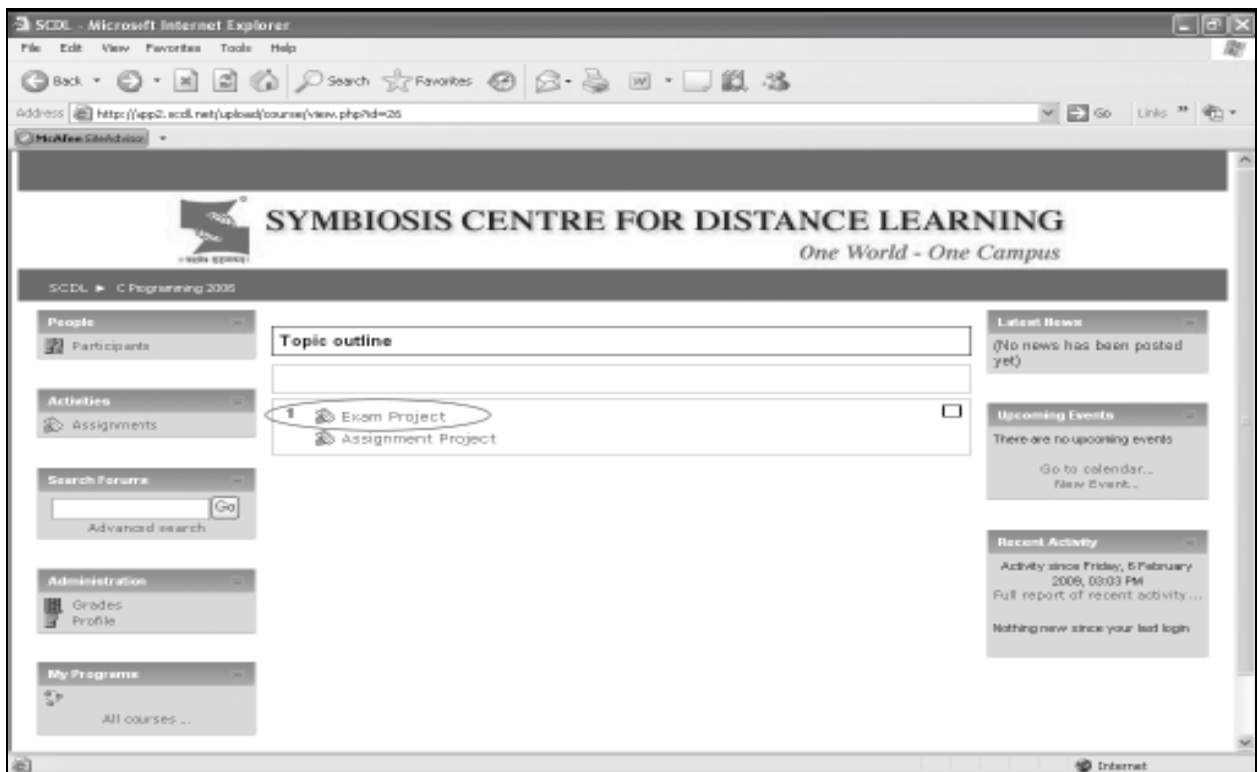 SCDL - Microsoft Internet Explorer
File Edit View Favorites Tools Help
Back Search Favorites
Address http://app2.scdl.net/upload/course/view.php?id=26 Go Links »
McAfee SiteAdvisor
SYMBIOSIS CENTRE FOR DISTANCE LEARNING
One World - One Campus
SCDL ► C Programming 2006
People
Participants
Activities
Assignments
Search Forums
Go
Advanced search
Administration
Grades
Profile
My Programs
All courses ...
Topic outline
1 Exam Project
Assignment Project
Latest News
(No news has been posted
yet)
Upcoming Events
There are no upcoming events
Go to calendar...
New Event...
Recent Activity
Activity since Friday, 6 February
2009, 03:03 PM
Full report of recent activity...
Nothing new since your last login
Internet